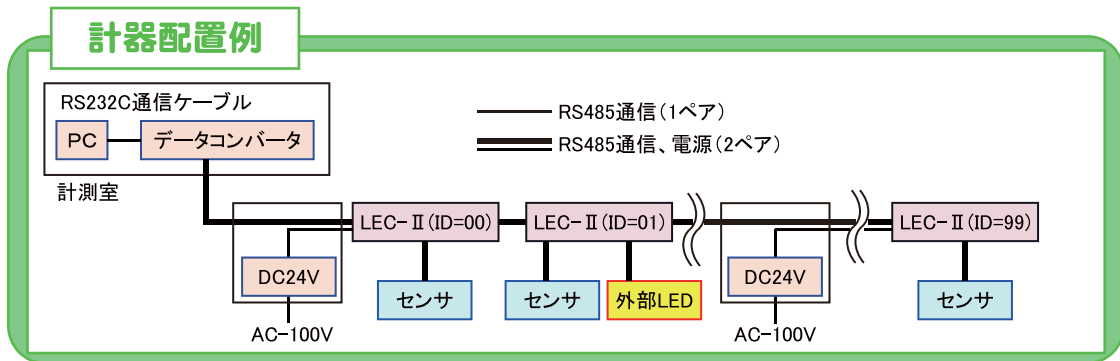 計器配置例
RS232C通信ケーブル
PC
データコンバータ
計測室
RS485通信(1ペア)
RS485通信、電源(2ペア)
LEC-Ⅱ(ID=00)
LEC-Ⅱ(ID=01)
LEC-Ⅱ(ID=99)
DC24V
センサ
センサ
外部LED
DC24V
センサ
AC-100V
AC-100V